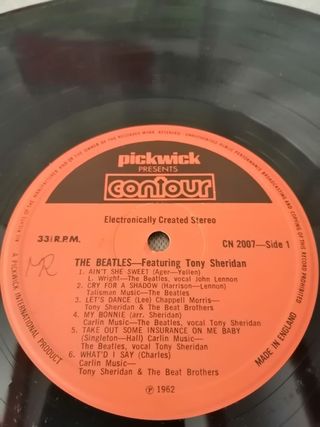 pickwick
PRESENTS
contour
Electronically Created Stereo
33⅓ R.P.M.
CN 2007—Side 1
MR
THE BEATLES—Featuring Tony Sheridan
1. AIN'T SHE SWEET (Ager—Yellen)
L. Wright—The Beatles, vocal John Lennon
2. CRY FOR A SHADOW (Harrison—Lennon)
Talisman Music—The Beatles
3. LET'S DANCE (Lee) Chappel Morris—
Tony Sheridan & The Beat Brothers
4. MY BONNIE (arr Sheridan)
Carlin Music—The Beatles, vocal Tony Sheridan
5. TAKE OUT SOME INSURANCE ON ME BABY
(Singleton—Hall) Carlin Music—
The Beatles, vocal Tony Sheridan
6. WHAT'D I SAY (Charles)
Carlin Music—
Tony Sheridan & The Beat Brothers
℗ 1962
A PICKWICK INTERNATIONAL PRODUCT
MADE IN ENGLAND